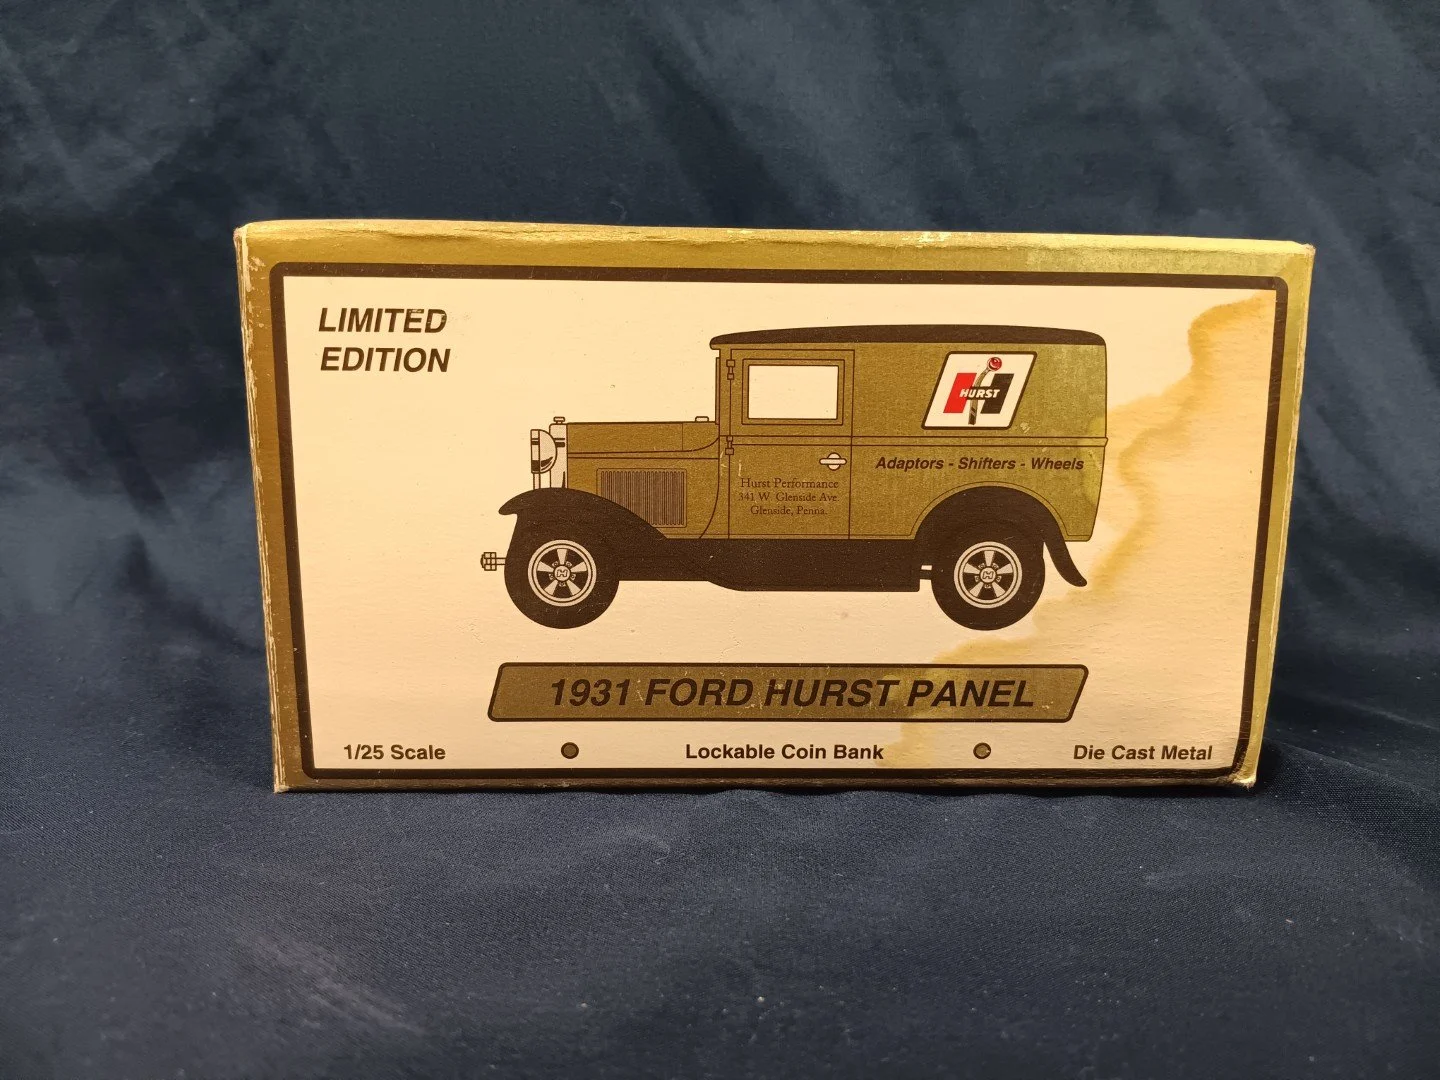 LIMITED
EDITION
HURST
Adaptors - Shifters - Wheels
Hurst Performance
341 W. Glenside Ave.
Glenside, Penna.
1931 FORD HURST PANEL
1/25 Scale
Lockable Coin Bank
Die Cast Metal